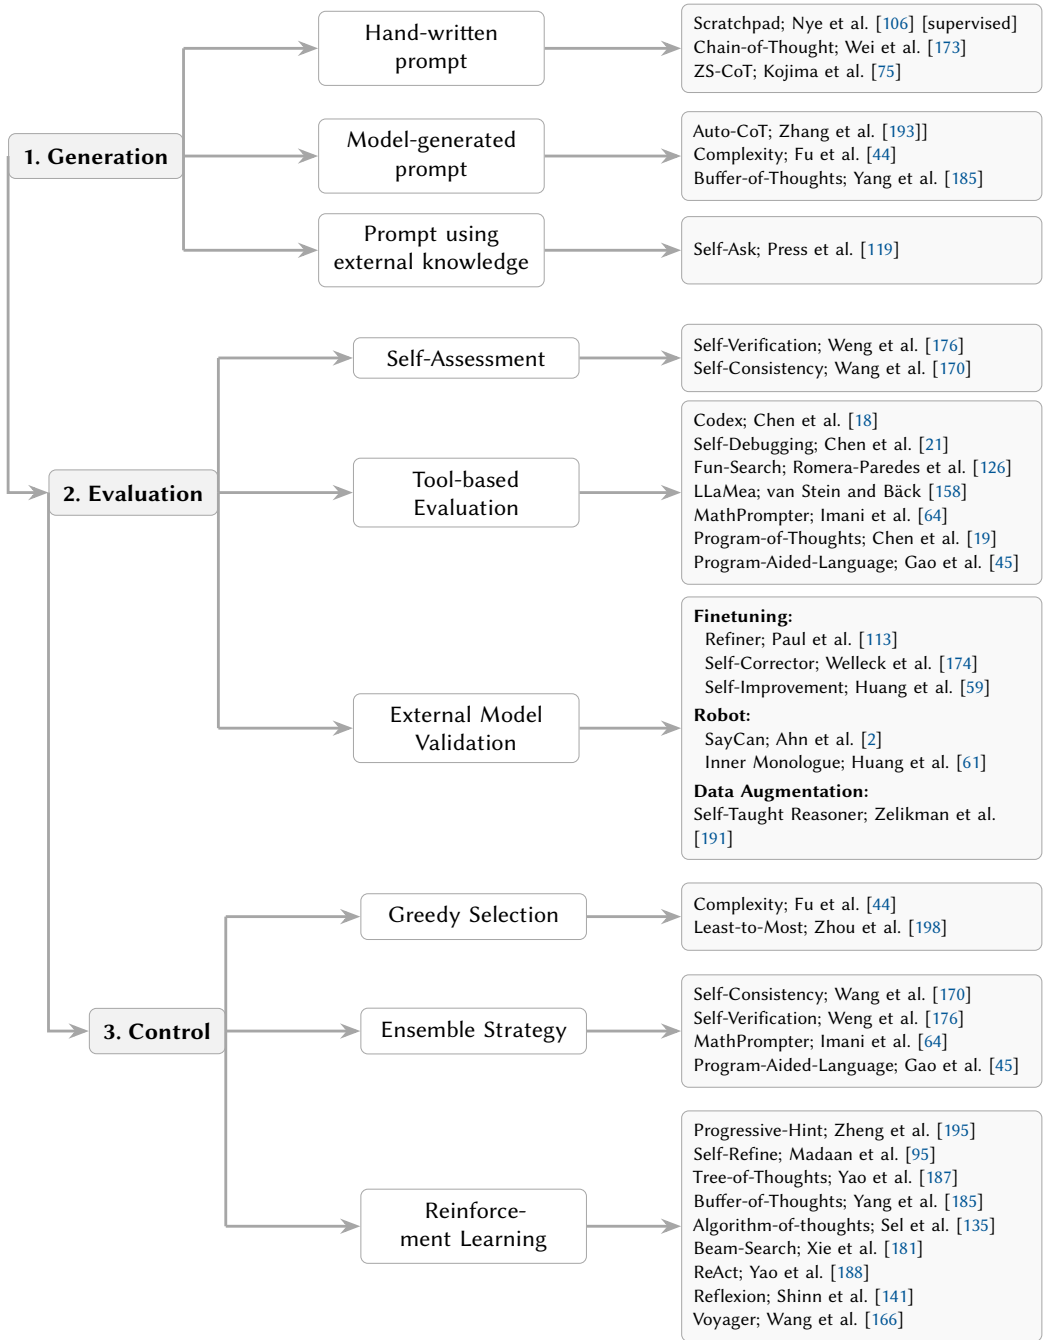 1. Generation
Hand-written
prompt
Scratchpad; Nye et al. [106] [supervised]
Chain-of-Thought; Wei et al. [173]
ZS-CoT; Kojima et al. [75]
Model-generated
prompt
Auto-CoT; Zhang et al. [193]]
Complexity; Fu et al. [44]
Buffer-of-Thoughts; Yang et al. [185]
Prompt using
external knowledge
Self-Ask; Press et al. [119]
2. Evaluation
Self-Assessment
Self-Verification; Weng et al. [176]
Self-Consistency; Wang et al. [170]
Tool-based
Evaluation
Codex; Chen et al. [18]
Self-Debugging; Chen et al. [21]
Fun-Search; Romera-Paredes et al. [126]
LLaMea; van Stein and Bäck [158]
MathPrompter; Imani et al. [64]
Program-of-Thoughts; Chen et al. [19]
Program-Aided-Language; Gao et al. [45]
External Model
Validation
Finetuning:
Refiner; Paul et al. [113]
Self-Corrector; Welleck et al. [174]
Self-Improvement; Huang et al. [59]
Robot:
SayCan; Ahn et al. [2]
Inner Monologue; Huang et al. [61]
Data Augmentation:
Self-Taught Reasoner; Zelikman et al.
[191]
3. Control
Greedy Selection
Complexity; Fu et al. [44]
Least-to-Most; Zhou et al. [198]
Ensemble Strategy
Self-Consistency; Wang et al. [170]
Self-Verification; Weng et al. [176]
MathPrompter; Imani et al. [64]
Program-Aided-Language; Gao et al. [45]
Reinforce-
ment Learning
Progressive-Hint; Zheng et al. [195]
Self-Refine; Madaan et al. [95]
Tree-of-Thoughts; Yao et al. [187]
Buffer-of-Thoughts; Yang et al. [185]
Algorithm-of-thoughts; Sel et al. [135]
Beam-Search; Xie et al. [181]
ReAct; Yao et al. [188]
Reflexion; Shinn et al. [141]
Voyager; Wang et al. [166]